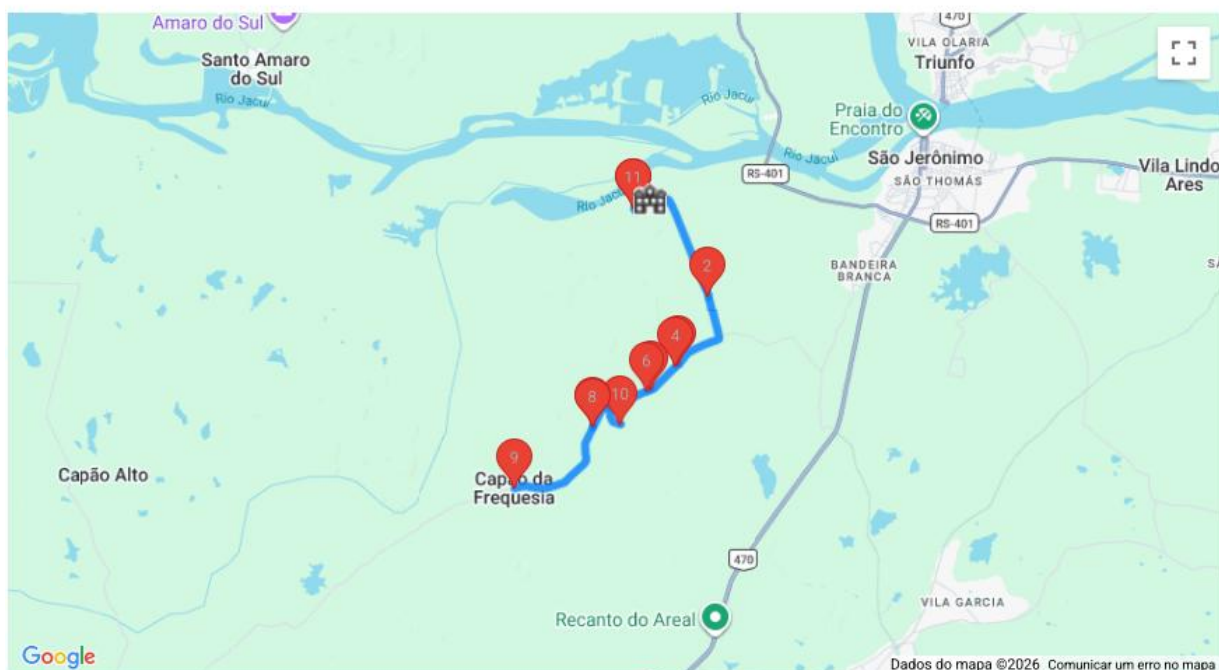 Amaro do Sul
Santo Amaro
do Sul
Rio Jacuí
470
VILA OLARIA
Triunfo
Rio Jacuí
Praia do
Encontro
Rio Jacuí
São Jerônimo
SÃO THOMÁS
Vila Lindo
Ares
RS-401
RS-401
11
Rio Jacuí
2
BANDEIRA
BRANCA
4
6
8
10
9
Capão da
Frequesia
Capão Alto
470
Recanto do Areal
VILA GARCIA
Google
Dados do mapa ©2026
Comunicar um erro no mapa